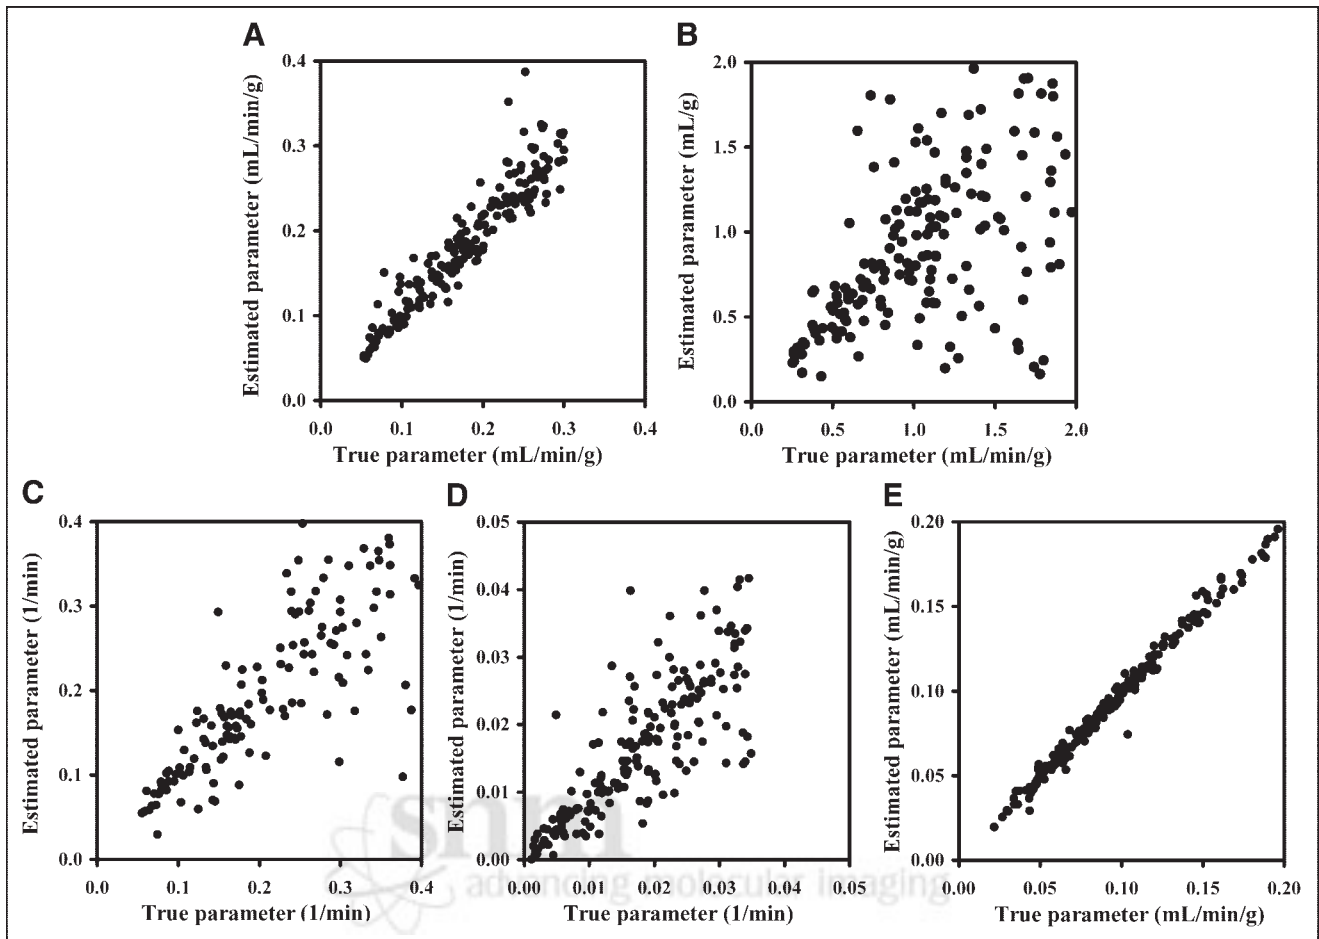 A
Estimated parameter (mL/min/g)
0.4
0.3
0.2
0.1
0.0
0.0 0.1 0.2 0.3 0.4
True parameter (mL/min/g)
B
Estimated parameter (mL/g)
2.0
1.5
1.0
0.5
0.0
0.0 0.5 1.0 1.5 2.0
True parameter (mL/min/g)
C
Estimated parameter (1/min)
0.4
0.3
0.2
0.1
0.0
0.0 0.1 0.2 0.3 0.4
True parameter (1/min)
D
Estimated parameter (1/min)
0.05
0.04
0.03
0.02
0.01
0.00
0.00 0.01 0.02 0.03 0.04 0.05
True parameter (1/min)
E
Estimated parameter (mL/min/g)
0.20
0.15
0.10
0.05
0.00
0.00 0.05 0.10 0.15 0.20
True parameter (mL/min/g)
snm
advancing molecular imaging